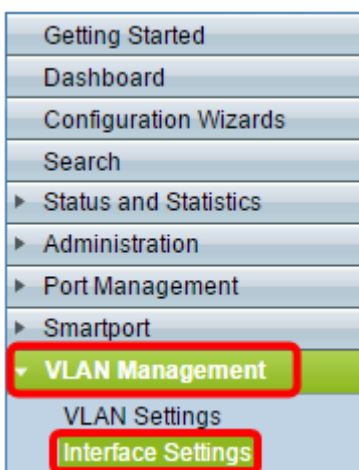 Getting Started
Dashboard
Configuration Wizards
Search
Status and Statistics
Administration
Port Management
Smartport
VLAN Management
VLAN Settings
Interface Settings